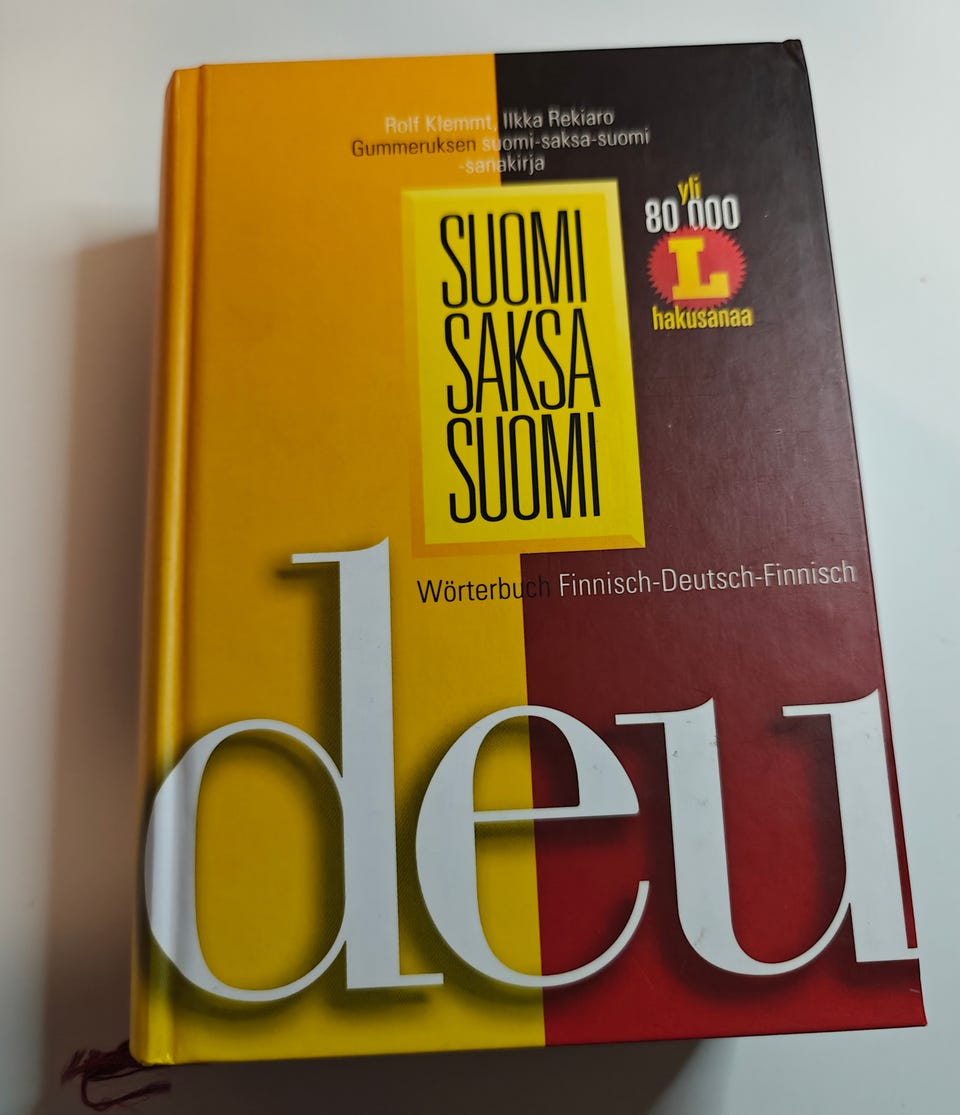 Rolf Klemmt, Ilkka Rekiaro
Gummeruksen suomi-saksa-suomi
-sanakirja
yli
80 000
L
hakusanaa
SUOMI
SAKSA
SUOMI
Wörterbuch Finnisch-Deutsch-Finnisch
deu